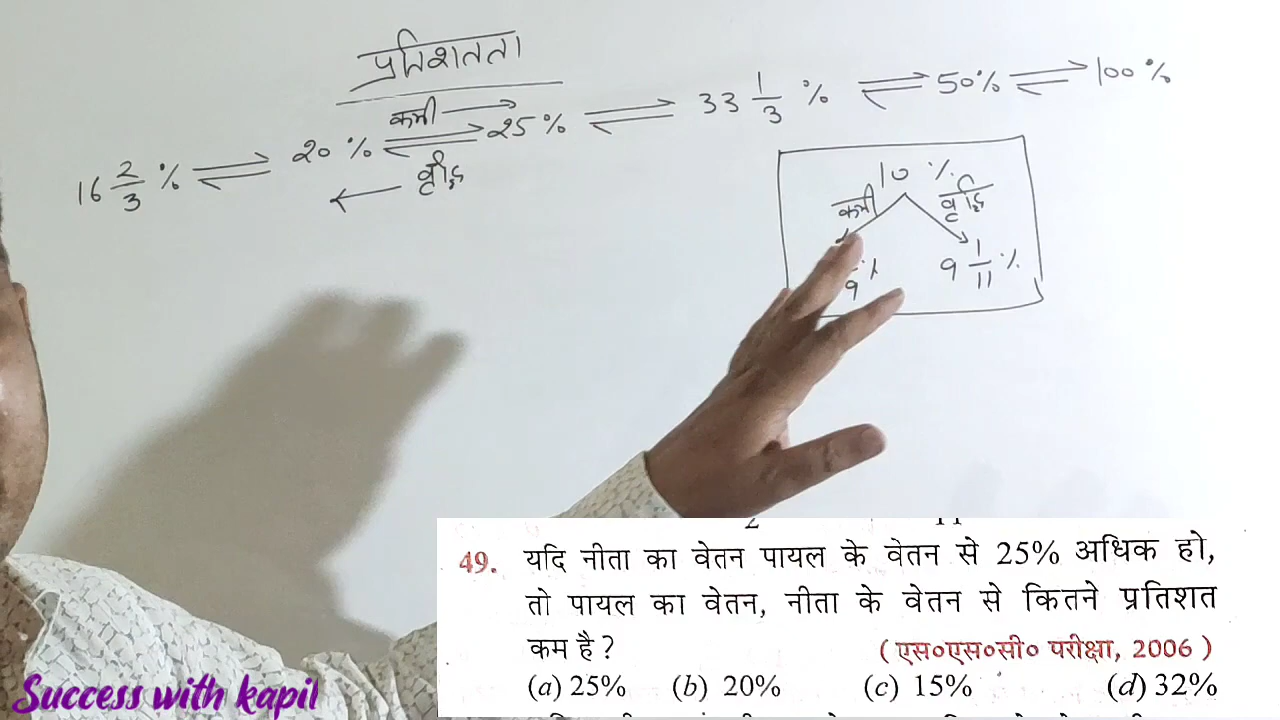 प्रतिशतता
कमी
16 2/3 % ⇌ 20 % ⇌ 25 % ⇌ 33 1/3 % ⇌ 50% ⇌ 100 %
वृद्धि
10 %
कमी वृद्धि
9 % 9 1/11 %
49. यदि नीता का वेतन पायल के वेतन से 25% अधिक हो,
तो पायल का वेतन, नीता के वेतन से कितने प्रतिशत
कम है ? ( एस०एस०सी० परीक्षा, 2006 )
(a) 25% (b) 20% (c) 15% (d) 32%
Success with kapil